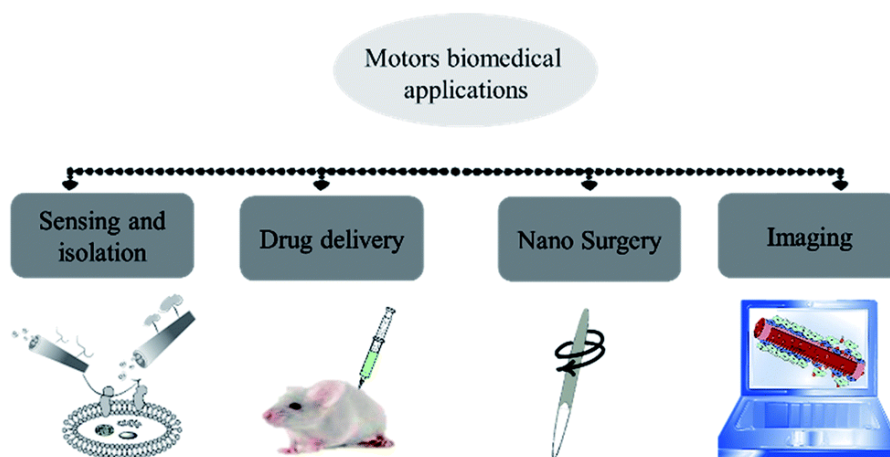 Motors biomedical
applications
Sensing and
isolation
Drug delivery
Nano Surgery
Imaging